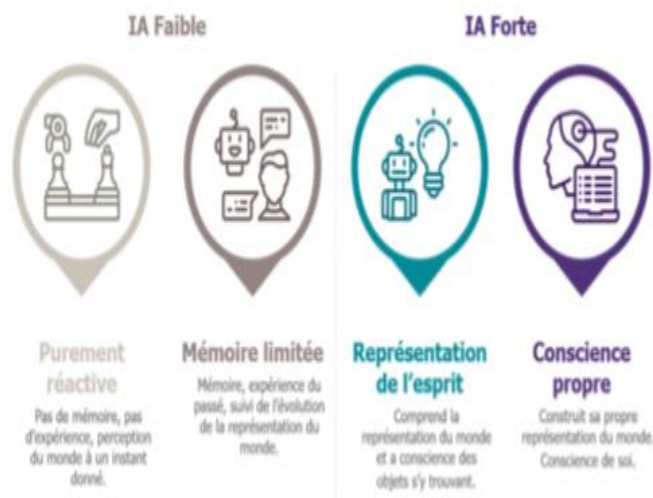 IA Faible
IA Forte
Purement
réactive
Pas de mémoire, pas
d'expérience, perception
du monde à un instant
donné.
Mémoire limitée
Mémoire, expérience du
passé, suivi de l'évolution
de la représentation du
monde.
Représentation
de l'esprit
Comprend la
représentation du monde
et a conscience des
objets s'y trouvant.
Conscience
propre
Construit sa propre
représentation du monde
Conscience de soi.